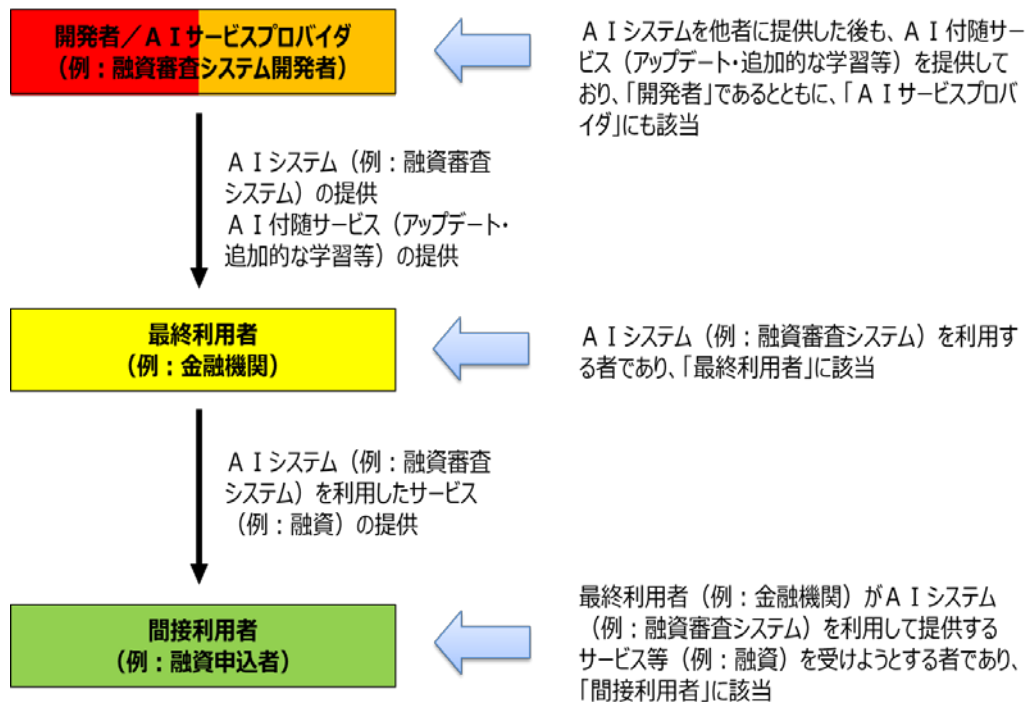 開発者／ＡＩサービスプロバイダ
（例：融資審査システム開発者）
ＡＩシステムを他者に提供した後も、ＡＩ付随サー
ビス（アップデート・追加的な学習等）を提供して
おり、「開発者」であるとともに、「ＡＩサービスプロバ
イダ」にも該当
ＡＩシステム（例：融資審査
システム）の提供
ＡＩ付随サービス（アップデート・
追加的な学習等）の提供
最終利用者
（例：金融機関）
ＡＩシステム（例：融資審査システム）を利用す
る者であり、「最終利用者」に該当
ＡＩシステム（例：融資審査
システム）を利用したサービス
（例：融資）の提供
間接利用者
（例：融資申込者）
最終利用者（例：金融機関）がＡＩシステム
（例：融資審査システム）を利用して提供する
サービス等（例：融資）を受けようとする者であり、
「間接利用者」に該当